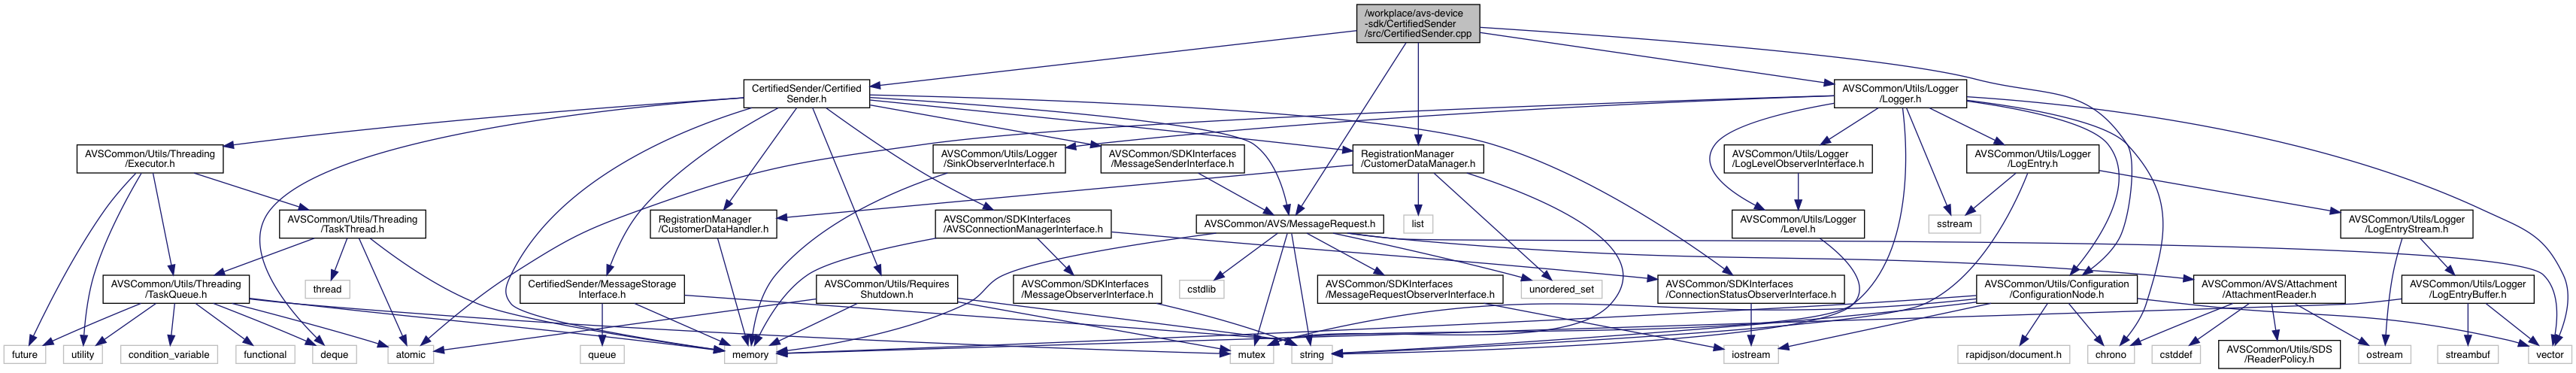 /workplace/avs-device
-sdk/CertifiedSender
/src/CertifiedSender.cpp
CertifiedSender/Certified
Sender.h
AVSCommon/Utils/Logger
/Logger.h
AVSCommon/Utils/Threading
/Executor.h
AVSCommon/Utils/Logger
/SinkObserverInterface.h
AVSCommon/SDKInterfaces
/MessageSenderInterface.h
RegistrationManager
/CustomerDataManager.h
AVSCommon/Utils/Logger
/LogLevelObserverInterface.h
AVSCommon/Utils/Logger
/LogEntry.h
AVSCommon/Utils/Threading
/TaskThread.h
RegistrationManager
/CustomerDataHandler.h
AVSCommon/SDKInterfaces
/AVSConnectionManagerInterface.h
AVSCommon/AVS/MessageRequest.h
list
AVSCommon/Utils/Logger
/Level.h
sstream
AVSCommon/Utils/Logger
/LogEntryStream.h
AVSCommon/Utils/Threading
/TaskQueue.h
thread
CertifiedSender/MessageStorage
Interface.h
AVSCommon/Utils/Requires
Shutdown.h
AVSCommon/SDKInterfaces
/MessageObserverInterface.h
cstdlib
AVSCommon/SDKInterfaces
/MessageRequestObserverInterface.h
unordered_set
AVSCommon/SDKInterfaces
/ConnectionStatusObserverInterface.h
AVSCommon/Utils/Configuration
/ConfigurationNode.h
AVSCommon/AVS/Attachment
/AttachmentReader.h
AVSCommon/Utils/Logger
/LogEntryBuffer.h
future
utility
condition_variable
functional
deque
atomic
queue
memory
mutex
string
iostream
rapidjson/document.h
chrono
cstddef
AVSCommon/Utils/SDS
/ReaderPolicy.h
ostream
streambuf
vector